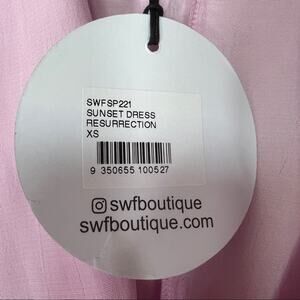 SWFSP221
SUNSET DRESS
RESURRECTION
XS
9 350655 100527
swfboutique
swfboutique.com